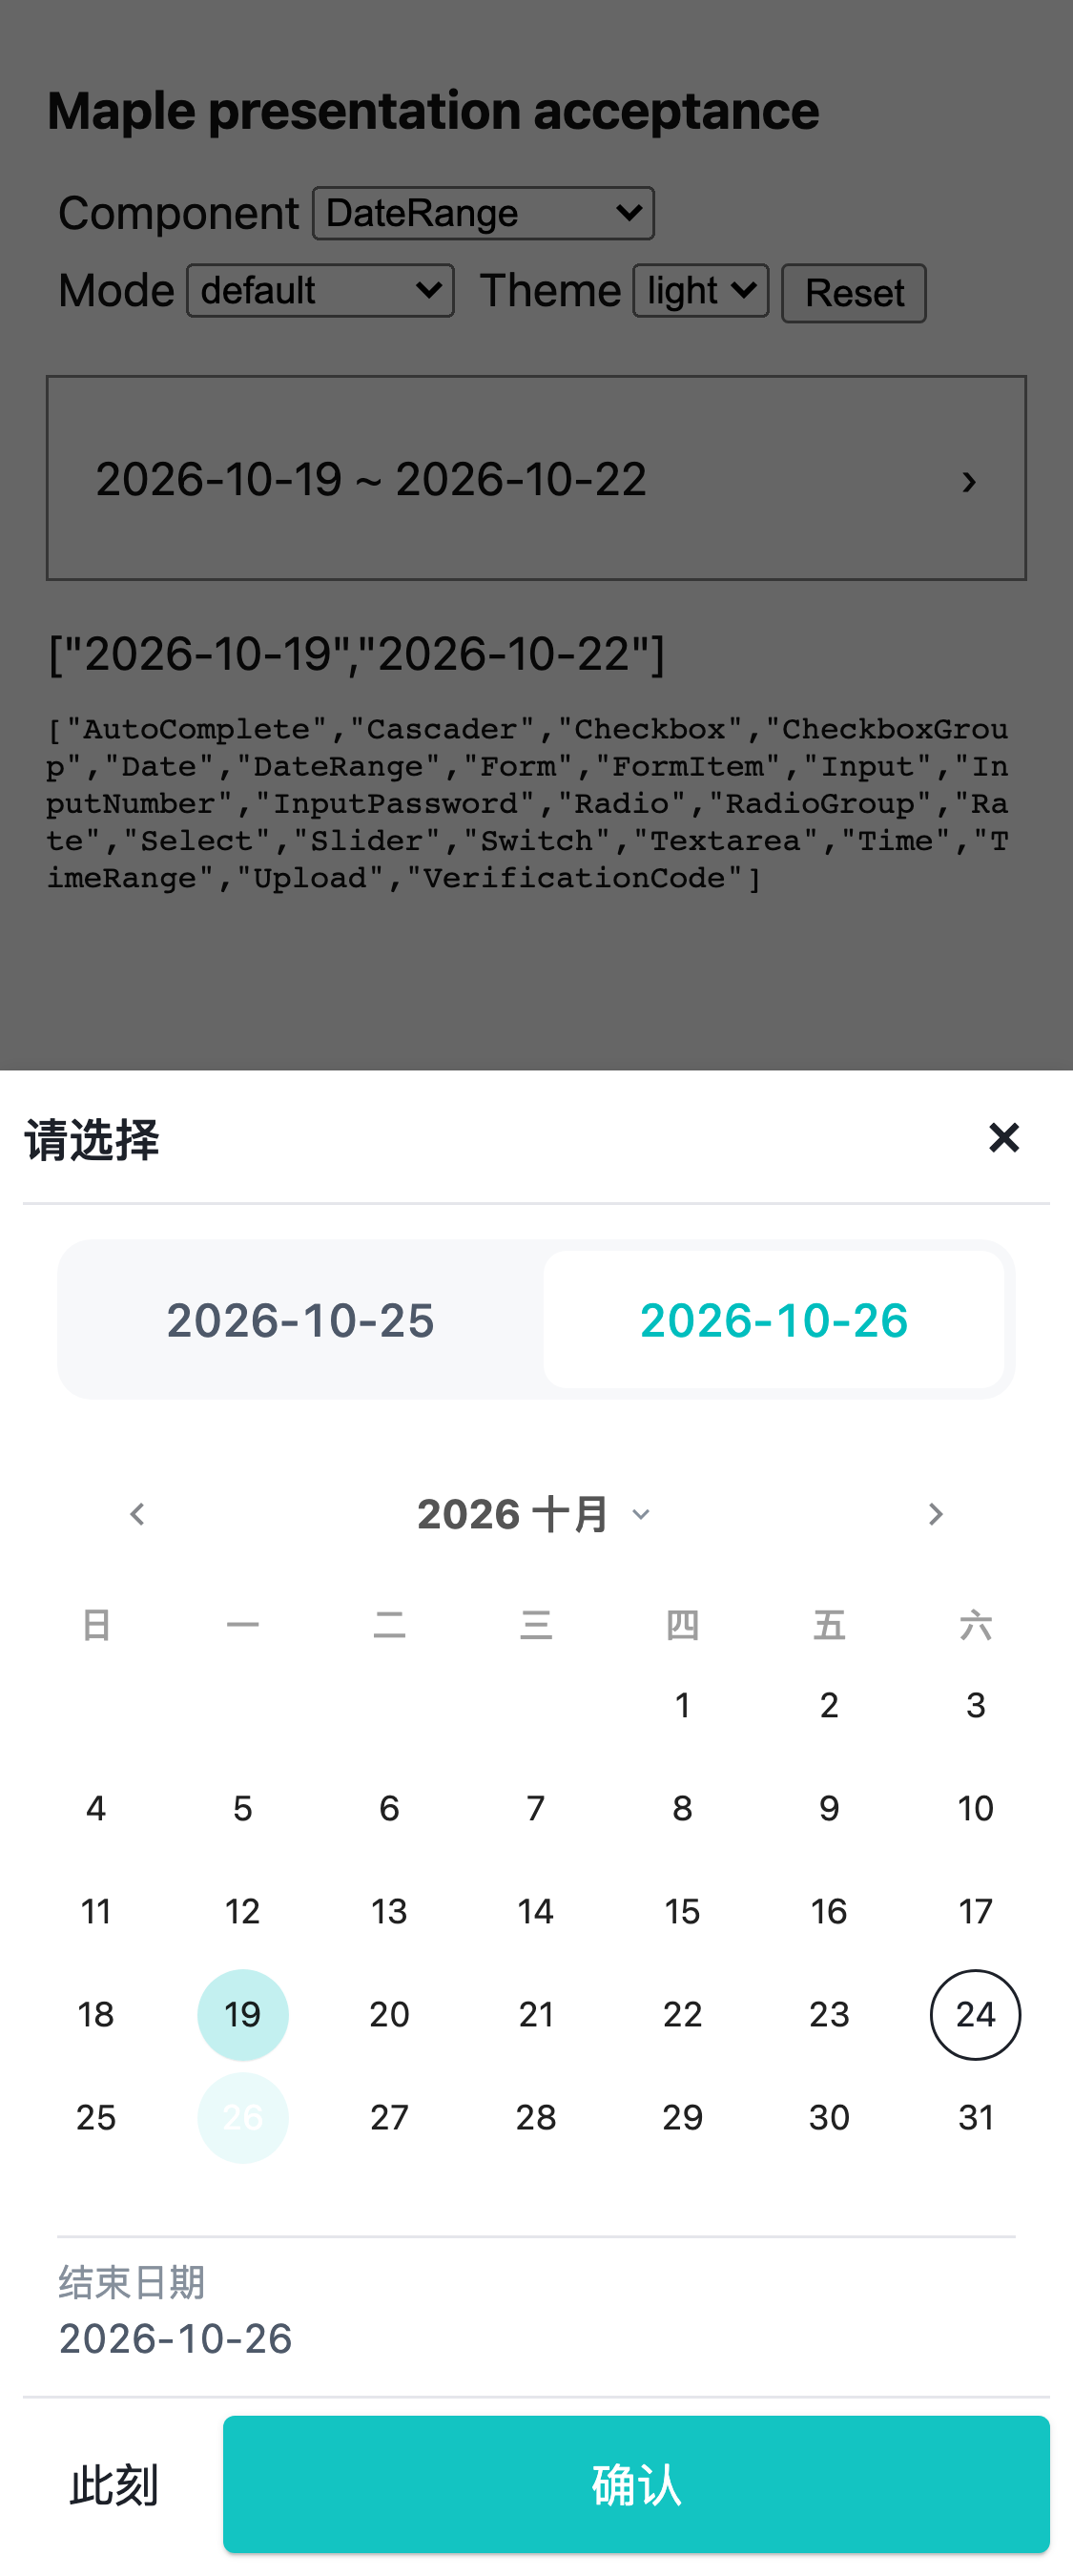 Maple presentation acceptance
Component DateRange
Mode default Theme light Reset
2026-10-19 ~ 2026-10-22 ›
["2026-10-19","2026-10-22"]
["AutoComplete","Cascader","Checkbox","CheckboxGrou
p","Date","DateRange","Form","FormItem","Input","In
putNumber","InputPassword","Radio","RadioGroup","Ra
te","Select","Slider","Switch","Textarea","Time","T
imeRange","Upload","VerificationCode"]
请选择
2026-10-25 2026-10-26
2026 十月
日 一 二 三 四 五 六
1 2 3
4 5 6 7 8 9 10
11 12 13 14 15 16 17
18 19 20 21 22 23 24
25 26 27 28 29 30 31
结束日期
2026-10-26
此刻 确认